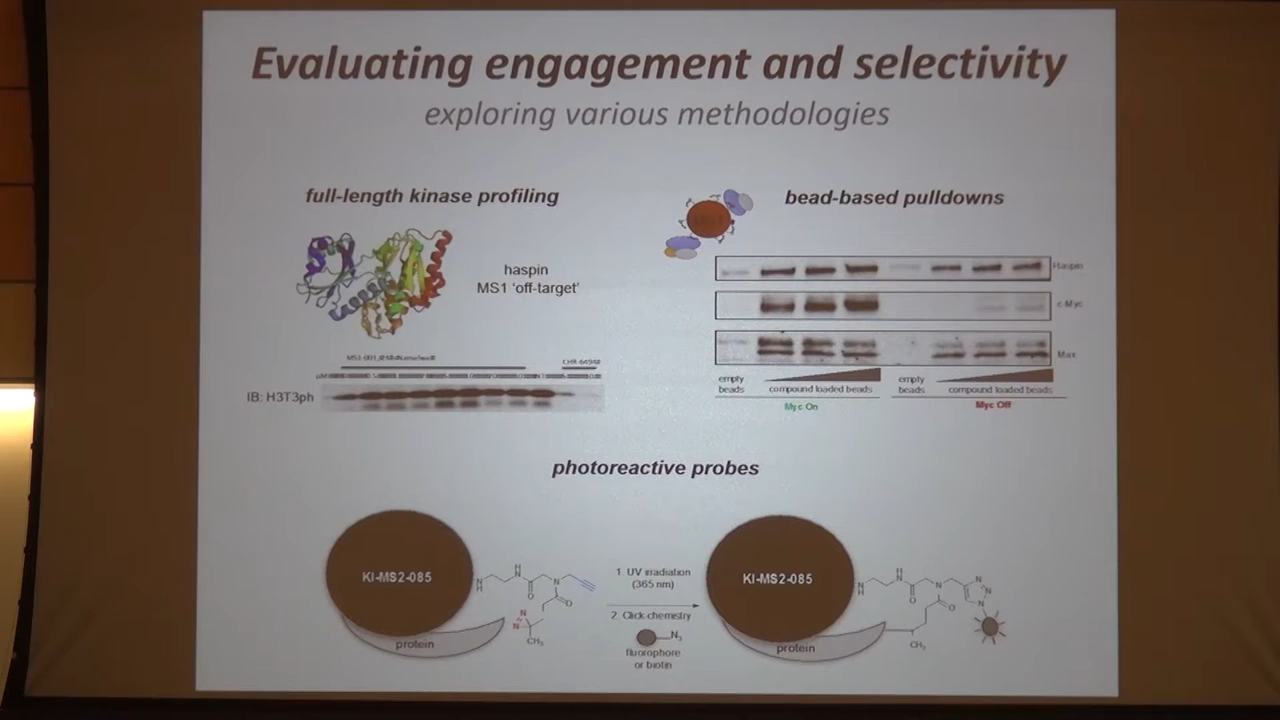 Evaluating engagement and selectivity
exploring various methodologies
full-length kinase profiling
haspin
MS1 'off-target'
IB: H3T3ph
bead-based pulldowns
Haspin
c-Myc
Max
empty
beads
compound loaded beads
empty
beads
compound loaded beads
Myc On
Myc Off
photoreactive probes
KI-MS2-085
protein
N
H
H
N
O
N
O
N
N
CH₃
1. UV irradiation
(365 nm)
2. Click chemistry
N₃
fluorophore
or biotin
KI-MS2-085
protein
N
H
H
N
O
N
O
N
N
N
CH₃